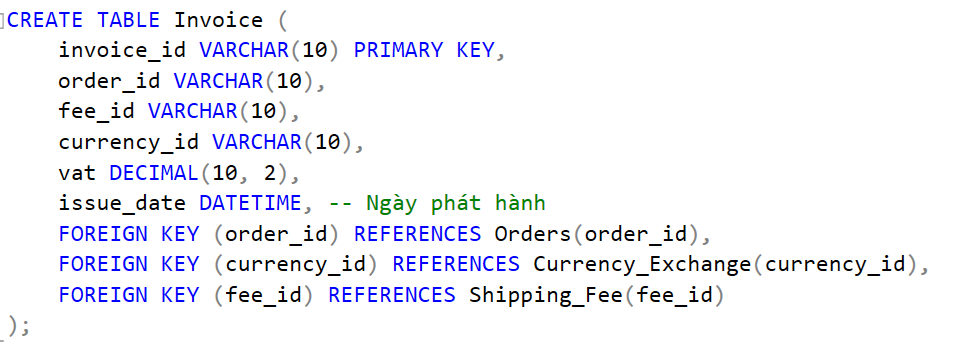 CREATE TABLE Invoice (
invoice_id VARCHAR(10) PRIMARY KEY,
order_id VARCHAR(10),
fee_id VARCHAR(10),
currency_id VARCHAR(10),
vat DECIMAL(10, 2),
issue_date DATETIME, -- Ngày phát hành
FOREIGN KEY (order_id) REFERENCES Orders(order_id),
FOREIGN KEY (currency_id) REFERENCES Currency_Exchange(currency_id),
FOREIGN KEY (fee_id) REFERENCES Shipping_Fee(fee_id)
);